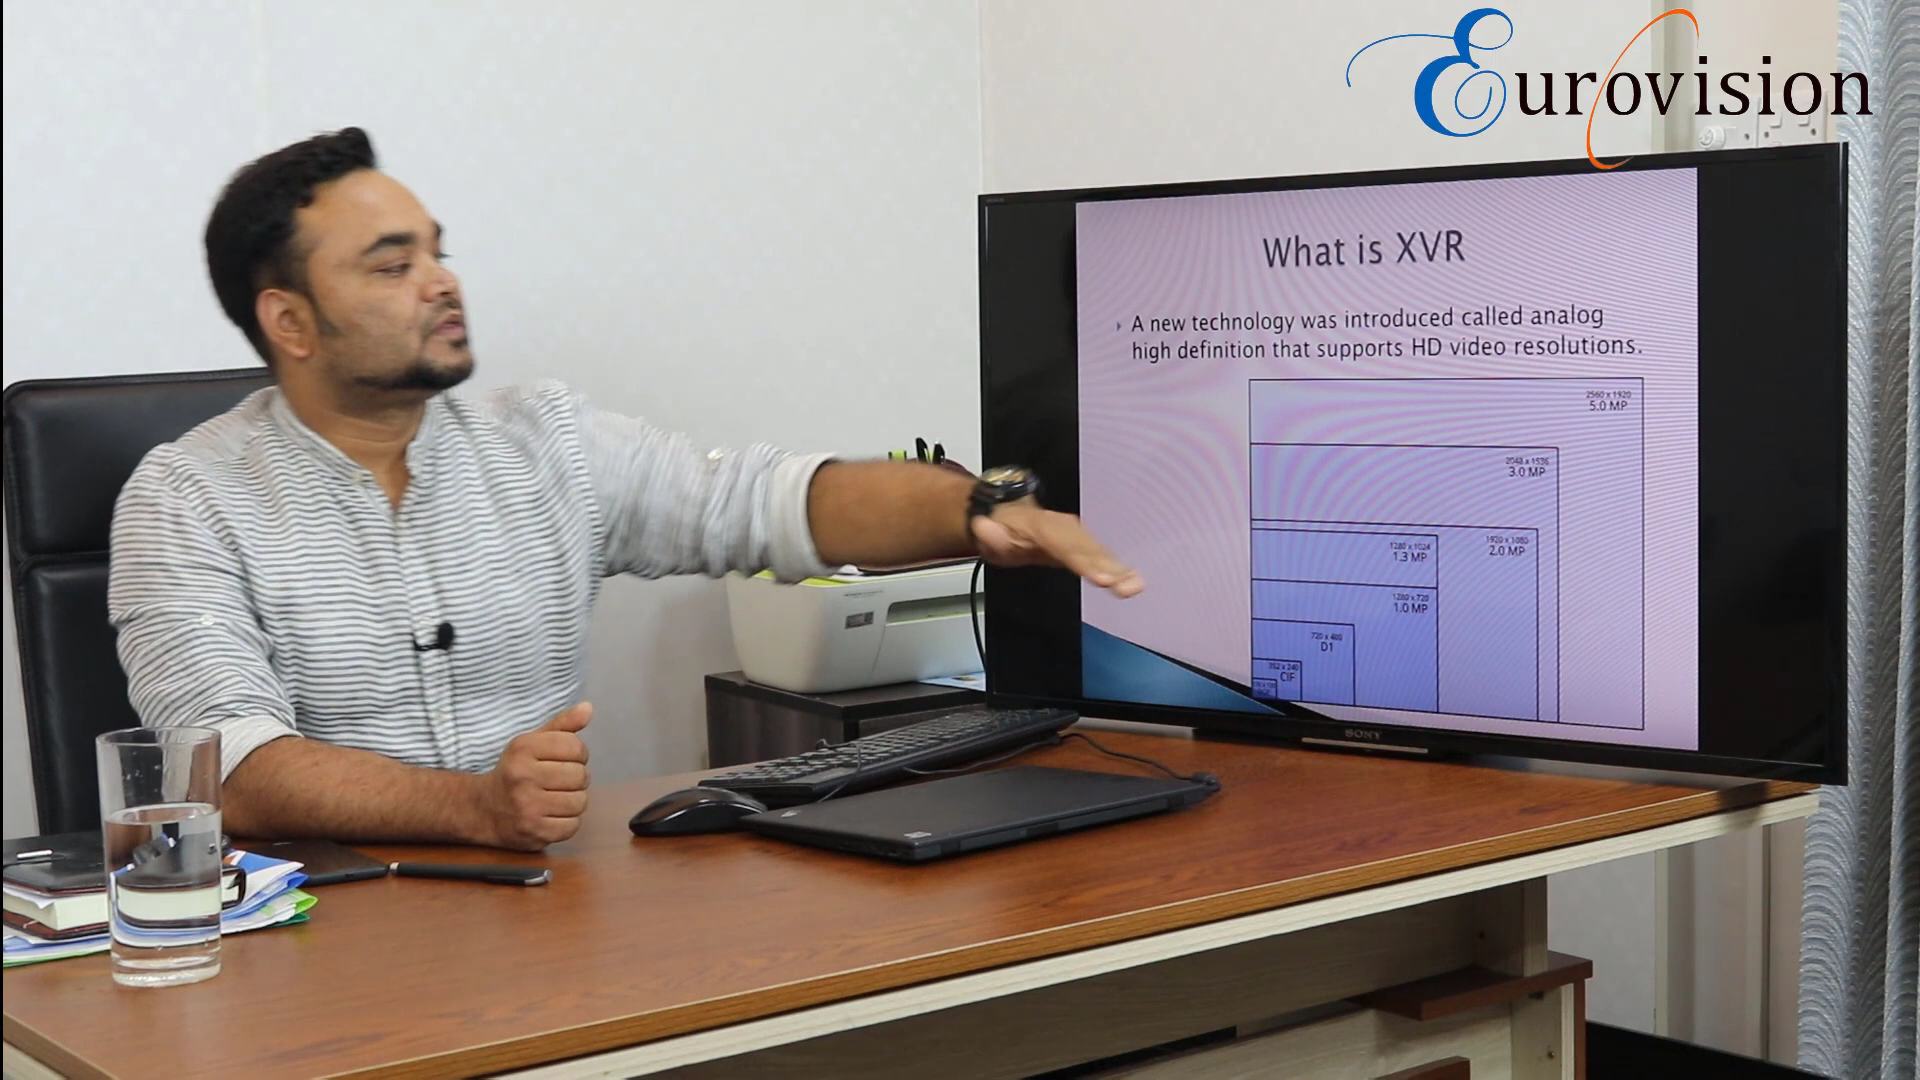 Eurovision
What is XVR
A new technology was introduced called analog
high definition that supports HD video resolutions.
2560 x 1920
5.0 MP
2048 x 1536
3.0 MP
1920 x 1080
2.0 MP
1280 x 1024
1.3 MP
1280 x 720
1.0 MP
720 x 480
D1
352 x 240
CIF
SONY